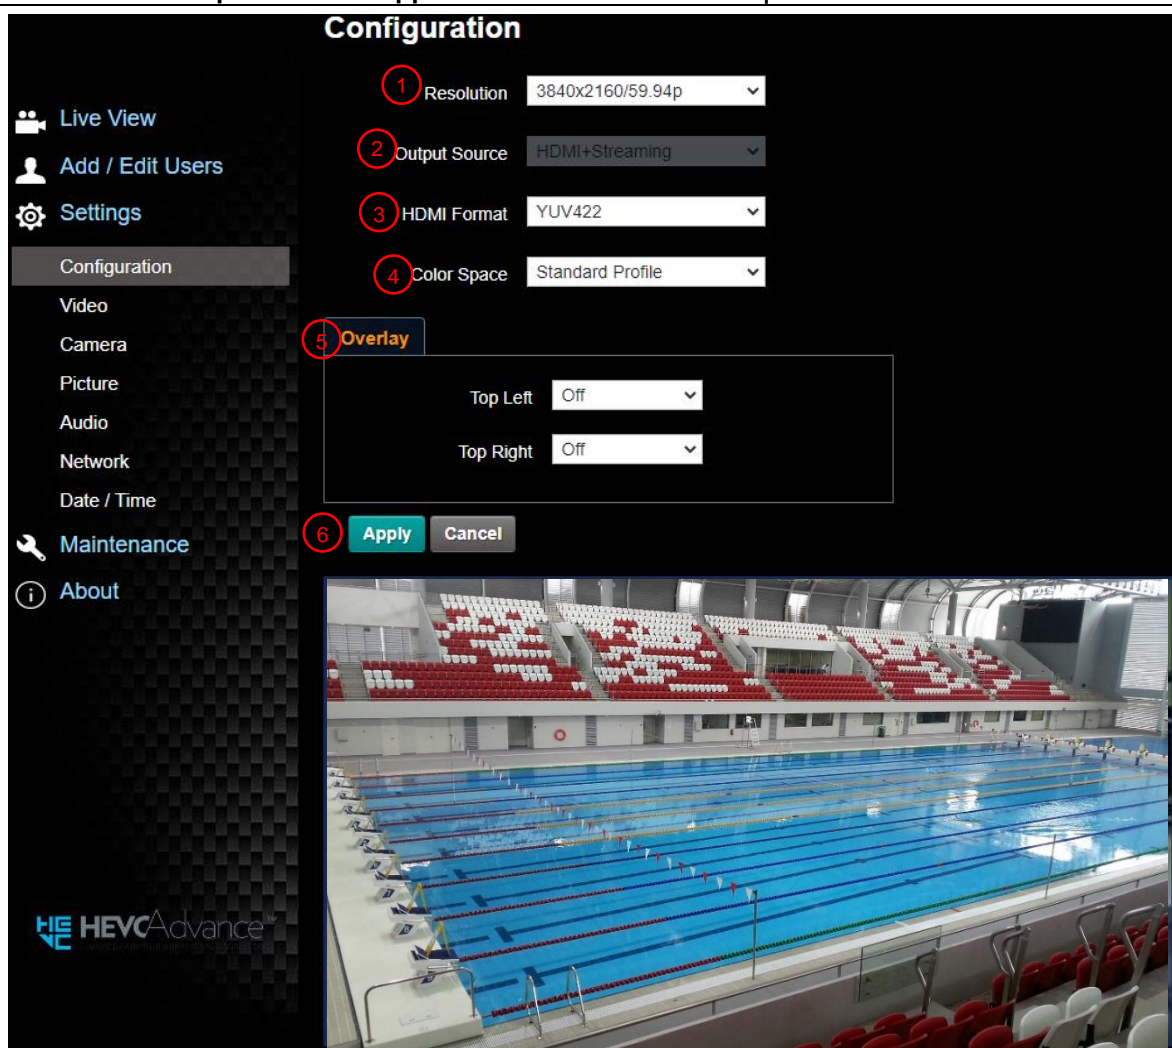 Configuration
1 Resolution 3840x2160/59.94p
Live View
2 Output Source HDMI+Streaming
Add / Edit Users
3 HDMI Format YUV422
Settings
4 Color Space Standard Profile
Configuration
Video
5 Overlay
Camera
Picture
Top Left Off
Audio
Top Right Off
Network
Date / Time
6 Apply Cancel
Maintenance
About
HEVCAdvance™